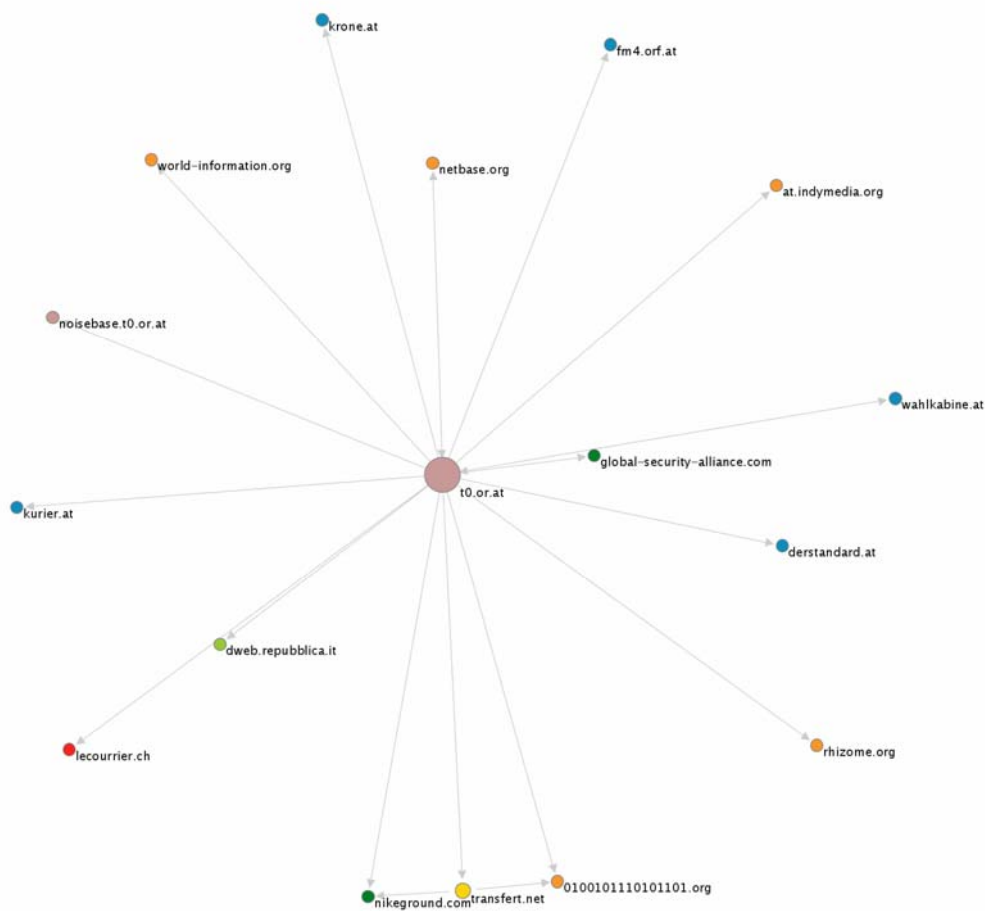 krone.at
fm4.orf.at
world-information.org
netbase.org
at.indymedia.org
noisebase.t0.or.at
wahlkabine.at
global-security-alliance.com
t0.or.at
kurier.at
derstandard.at
dweb.repubblica.it
lecourrier.ch
rhizome.org
0100101110101101.org
nikeground.com
transfert.net